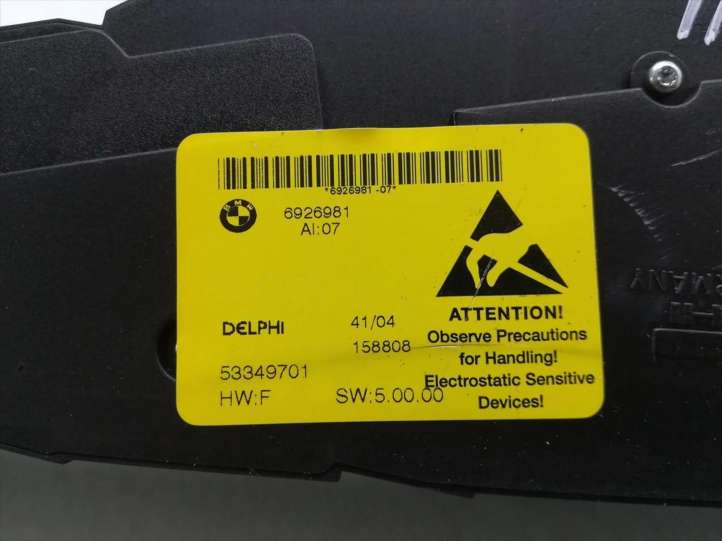 *6926981-07*
BMW
6926981
AI:07
DELPHI
41/04
158808
53349701
HW:F
SW:5.00.00
ATTENTION!
Observe Precautions
for Handling!
Electrostatic Sensitive
Devices!